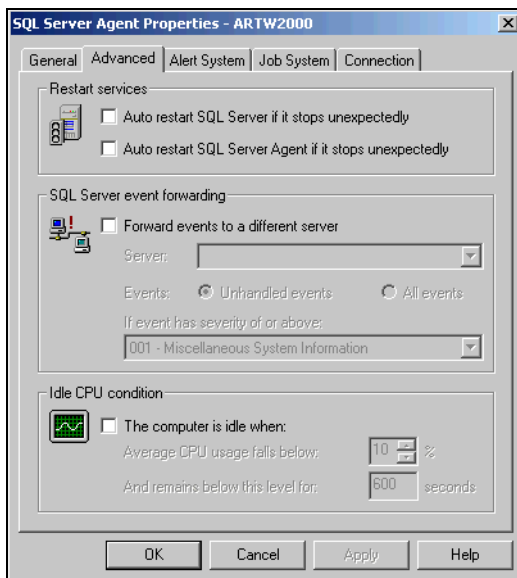 SQL Server Agent Properties - ARTW2000
General
Advanced
Alert System
Job System
Connection
Restart services
Auto restart SQL Server if it stops unexpectedly
Auto restart SQL Server Agent if it stops unexpectedly
SQL Server event forwarding
Forward events to a different server
Server:
Events:
Unhandled events
All events
If event has severity of or above:
001 - Miscellaneous System Information
Idle CPU condition
The computer is idle when:
Average CPU usage falls below:
10
%
And remains below this level for:
600
seconds
OK
Cancel
Apply
Help